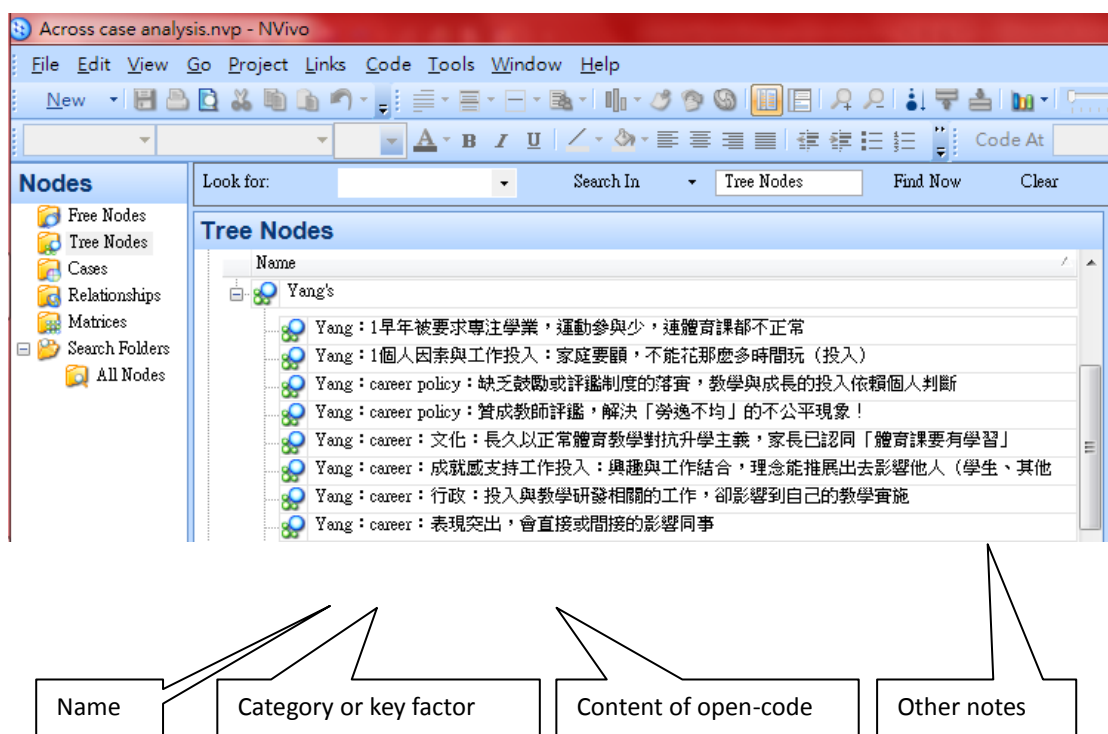 Across case analysis.nvp - NVivo
File Edit View Go Project Links Code Tools Window Help
New
A B I U Code At
Nodes
Look for: Search In Tree Nodes Find Now Clear
Free Nodes
Tree Nodes
Cases
Relationships
Matrices
Search Folders
All Nodes
Tree Nodes
Name
Yang's
Yang：1早年被要求專注學業，運動參與少，連體育課都不正常
Yang：1個人因素與工作投入：家庭要顧，不能花那麼多時間玩（投入）
Yang：career policy：缺乏鼓勵或評鑑制度的落實，教學與成長的投入依賴個人判斷
Yang：career policy：贊成教師評鑑，解決「勞逸不均」的不公平現象！
Yang：career：文化：長久以正常體育教學對抗升學主義，家長已認同「體育課要有學習」
Yang：career：成就感支持工作投入：興趣與工作結合，理念能推展出去影響他人（學生、其他
Yang：career：行政：投入與教學研發相關的工作，卻影響到自己的教學實施
Yang：career：表現突出，會直接或間接的影響同事
Name
Category or key factor
Content of open-code
Other notes